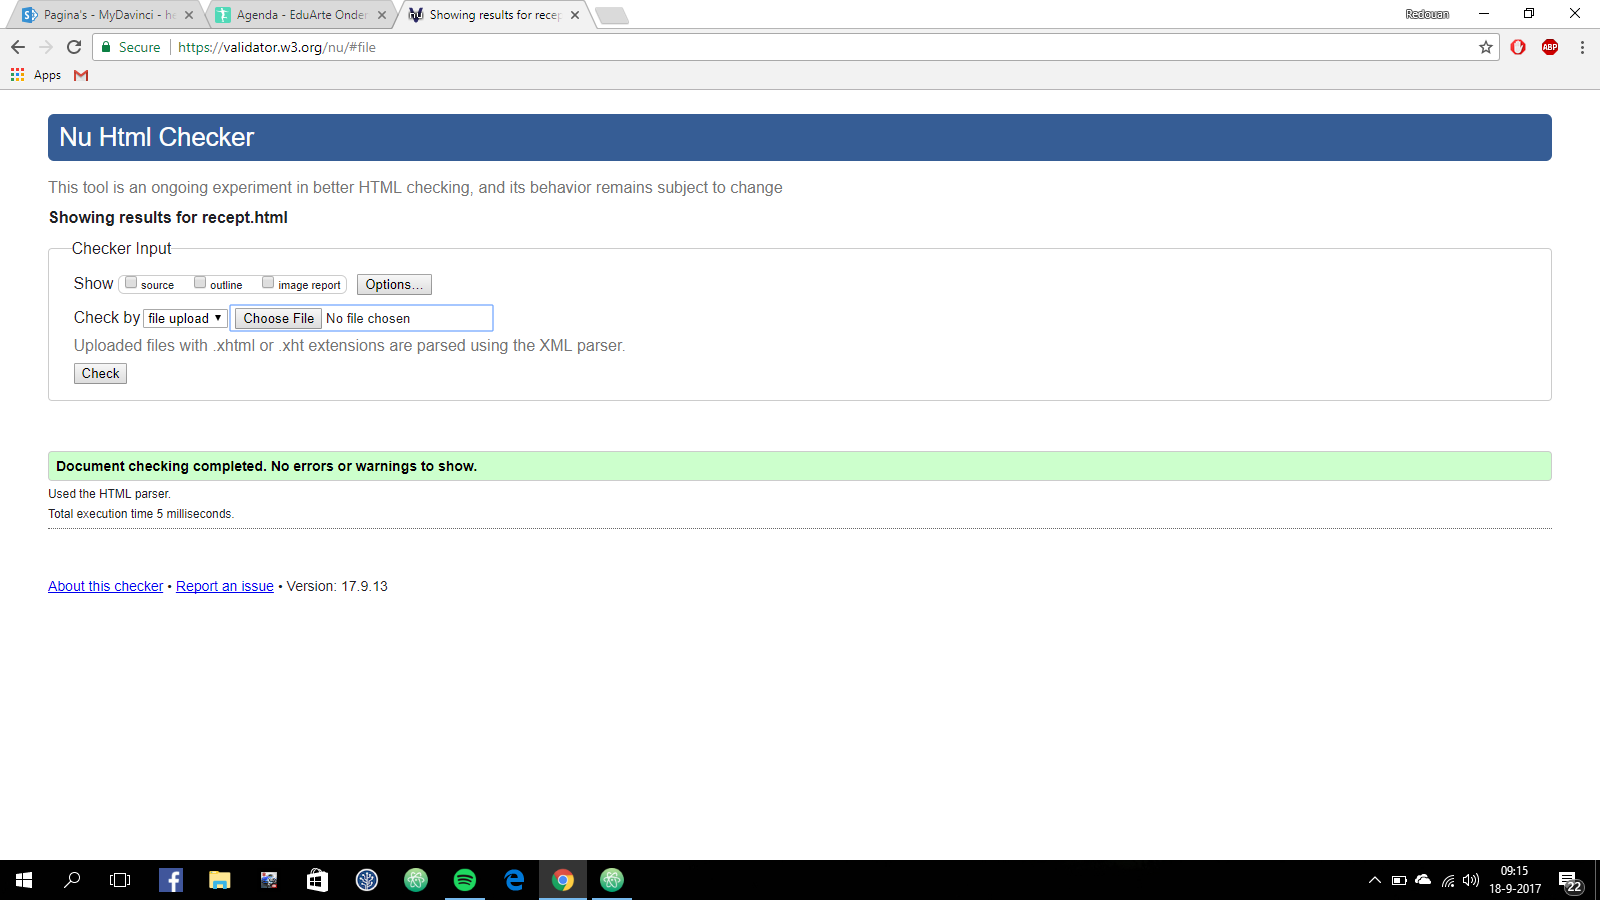 Pagina's - MyDavinci - he
Agenda - EduArte Onder
Showing results for recep
Redouan
Secure
https://validator.w3.org/nu/#file
ABP
Apps
Nu Html Checker
This tool is an ongoing experiment in better HTML checking, and its behavior remains subject to change
Showing results for recept.html
Checker Input
Show source outline image report Options...
Check by file upload Choose File No file chosen
Uploaded files with .xhtml or .xht extensions are parsed using the XML parser.
Check
Document checking completed. No errors or warnings to show.
Used the HTML parser.
Total execution time 5 milliseconds.
About this checker • Report an issue • Version: 17.9.13
09:15
18-9-2017
22